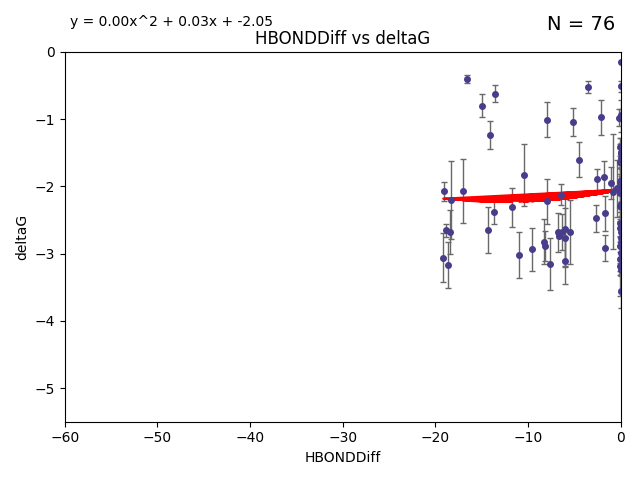 y = 0.00x^2 + 0.03x + -2.05
N = 76
HBONDDiff vs deltaG
0
−1
−2
−3
−4
−5
deltaG
−60 −50 −40 −30 −20 −10 0
HBONDDiff